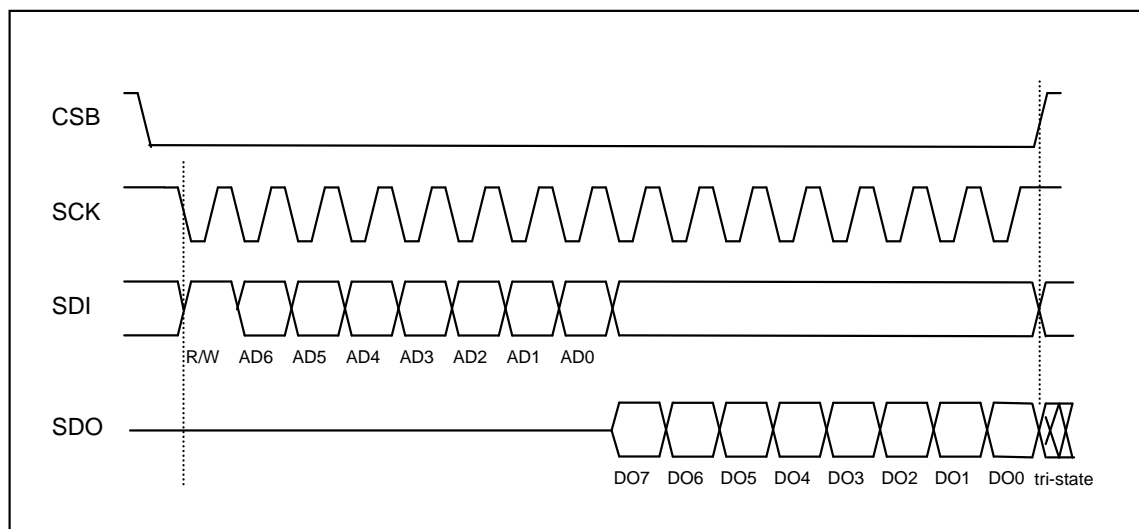 CSB
SCK
SDI
R/W AD6 AD5 AD4 AD3 AD2 AD1 AD0
SDO
DO7 DO6 DO5 DO4 DO3 DO2 DO1 DO0 tri-state